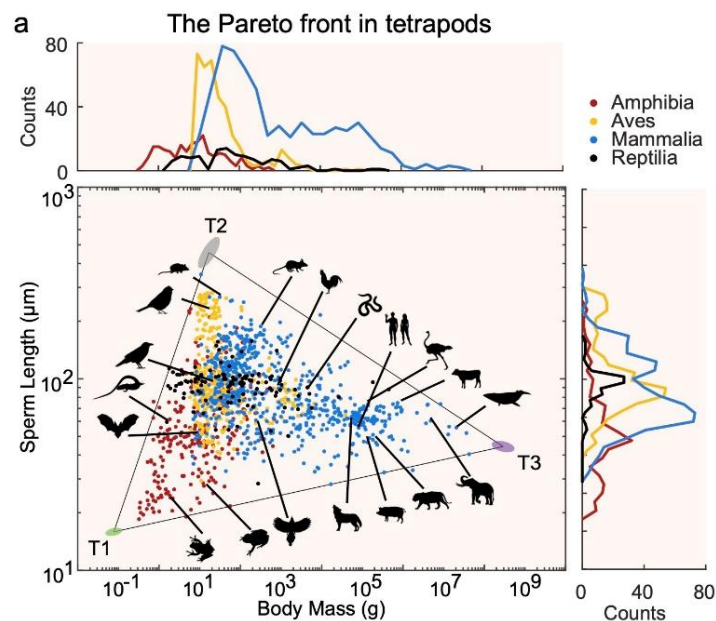 a
The Pareto front in tetrapods
80
40
0
Counts
Amphibia
Aves
Mammalia
Reptilia
10³
10²
10¹
Sperm Length (µm)
T2
T3
T1
10⁻¹ 10¹ 10³ 10⁵ 10⁷ 10⁹
Body Mass (g)
0 40 80
Counts